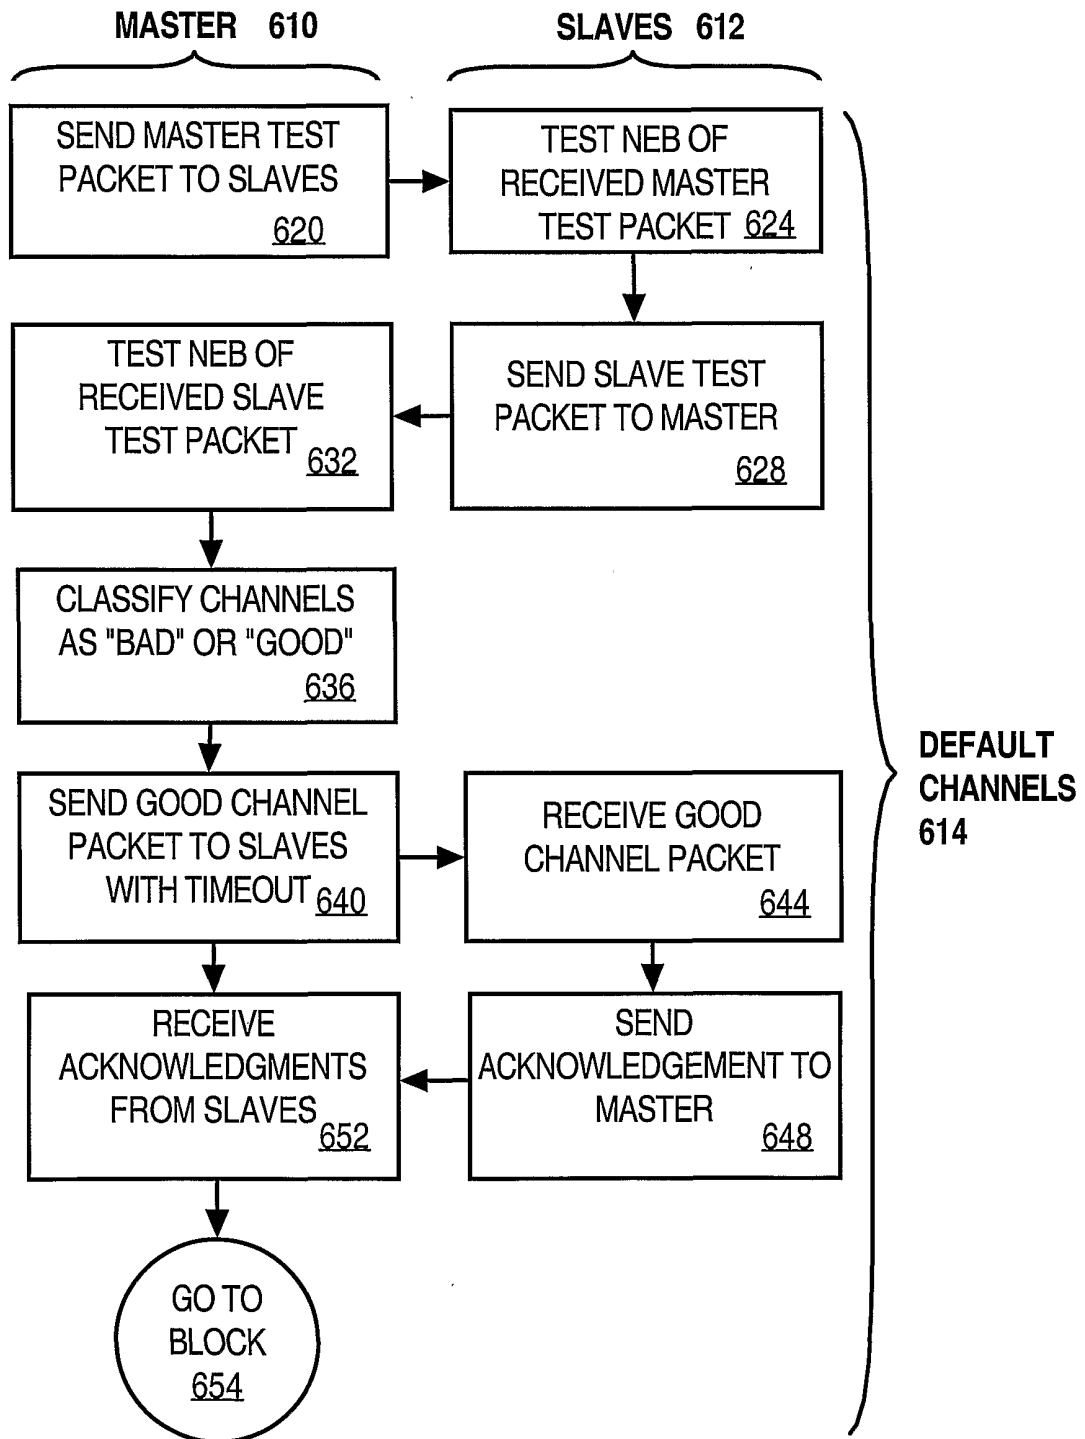 MASTER 610
SLAVES 612
SEND MASTER TEST
PACKET TO SLAVES
620
TEST NEB OF
RECEIVED MASTER
TEST PACKET 624
TEST NEB OF
RECEIVED SLAVE
TEST PACKET
632
SEND SLAVE TEST
PACKET TO MASTER
628
CLASSIFY CHANNELS
AS "BAD" OR "GOOD"
636
DEFAULT
CHANNELS
614
SEND GOOD CHANNEL
PACKET TO SLAVES
WITH TIMEOUT 640
RECEIVE GOOD
CHANNEL PACKET
644
RECEIVE
ACKNOWLEDGMENTS
FROM SLAVES
652
SEND
ACKNOWLEDGEMENT TO
MASTER
648
GO TO
BLOCK
654